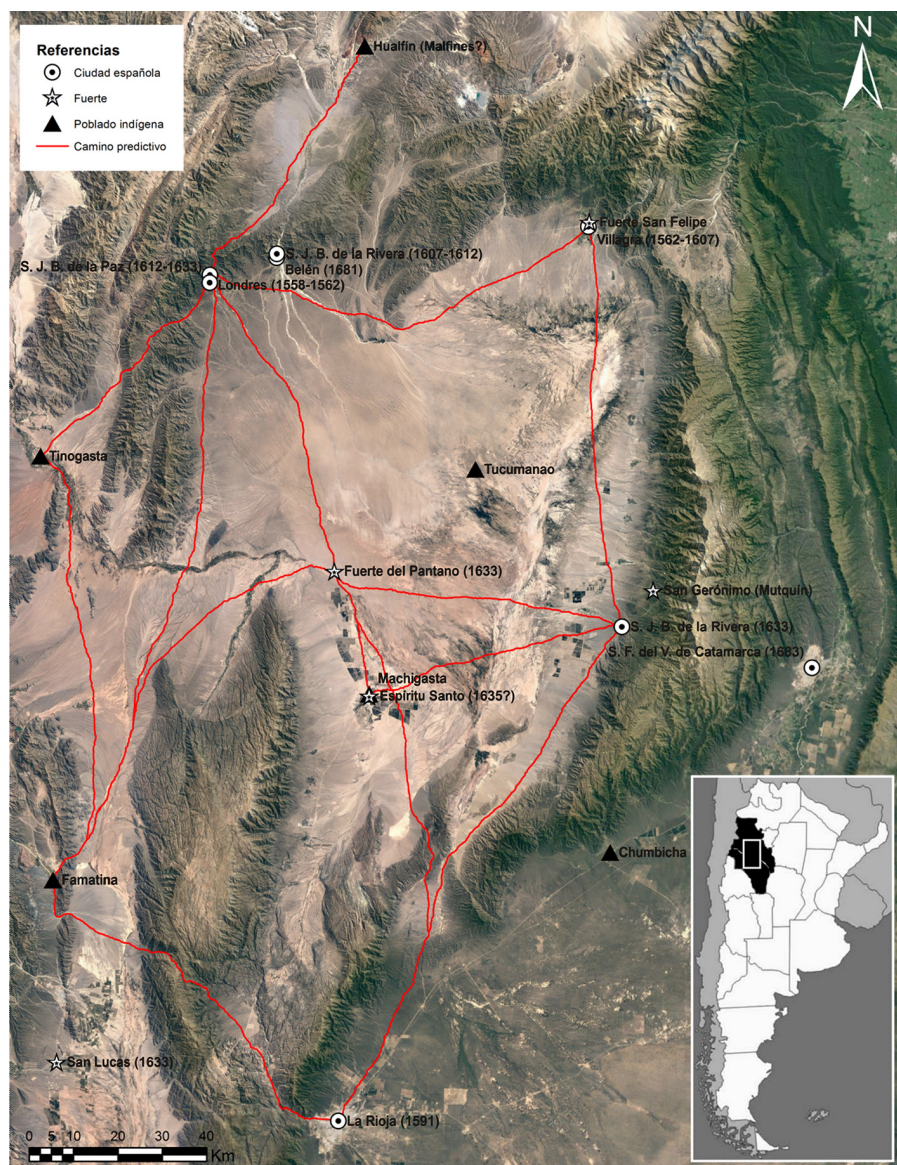 N
Referencias
Ciudad española
Fuerte
Poblado indígena
Camino predictivo
Hualfín (Malfines?)
Fuerte San Felipe
Villagra (1562-1607)
S. J. B. de la Rivera (1607-1612)
Belén (1681)
S. J. B. de la Paz (1612-1633)
Londres (1558-1562)
Tinogasta
Tucumanao
Fuerte del Pantano (1633)
San Gerónimo (Mutquín)
S. J. B. de la Rivera (1633)
S. F. del V. de Catamarca (1683)
Machigasta
Espíritu Santo (1635?)
Chumbicha
Famatina
San Lucas (1633)
La Rioja (1591)
0 5 10 20 30 40
Km